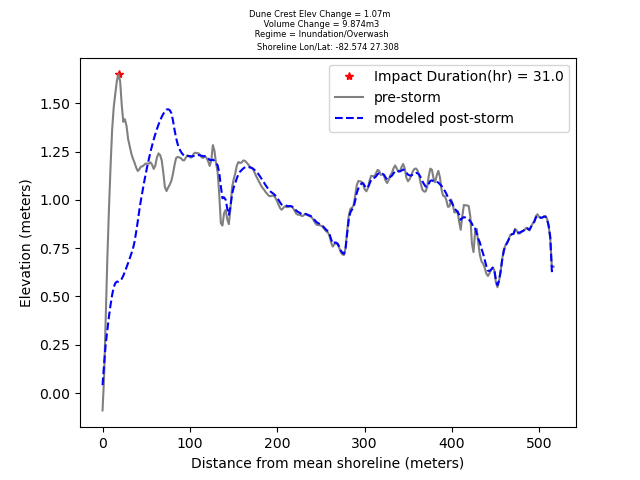 Dune Crest Elev Change = 1.07m
Volume Change = 9.874m3
Regime = Inundation/Overwash
Shoreline Lon/Lat: -82.574 27.308
Impact Duration(hr) = 31.0
pre-storm
modeled post-storm
Elevation (meters)
1.50
1.25
1.00
0.75
0.50
0.25
0.00
0 100 200 300 400 500
Distance from mean shoreline (meters)